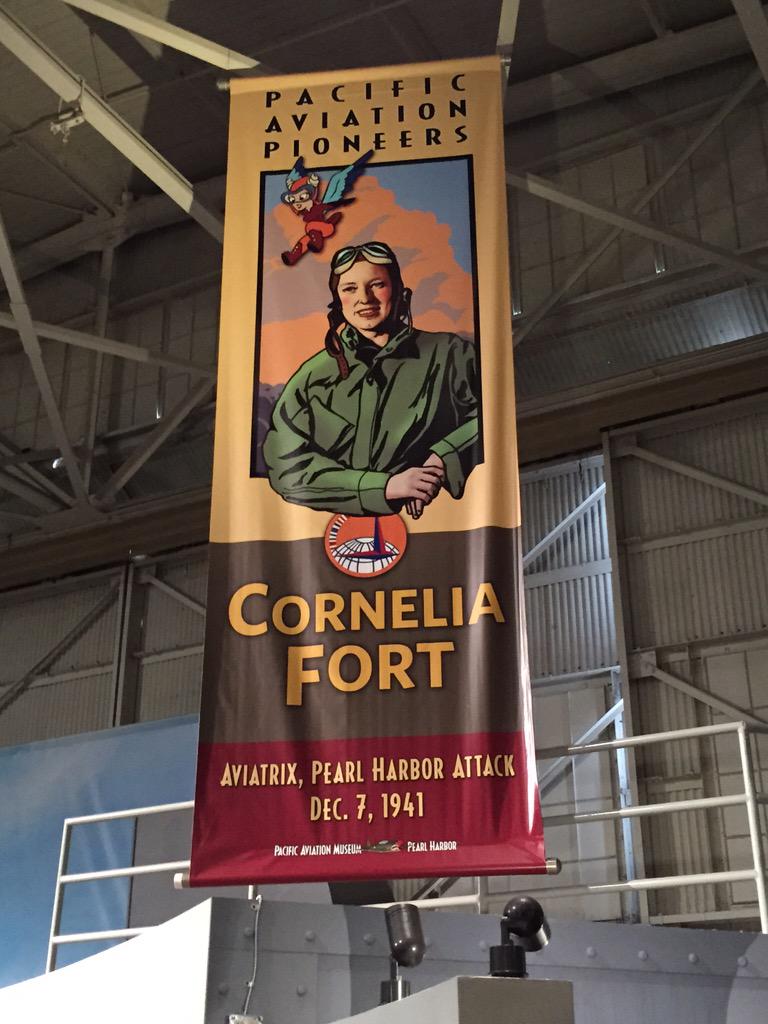 PACIFIC
AVIATION
PIONEERS
CORNELIA
FORT
AVIATRIX, PEARL HARBOR ATTACK
DEC. 7, 1941
PACIFIC AVIATION MUSEUM PEARL HARBOR